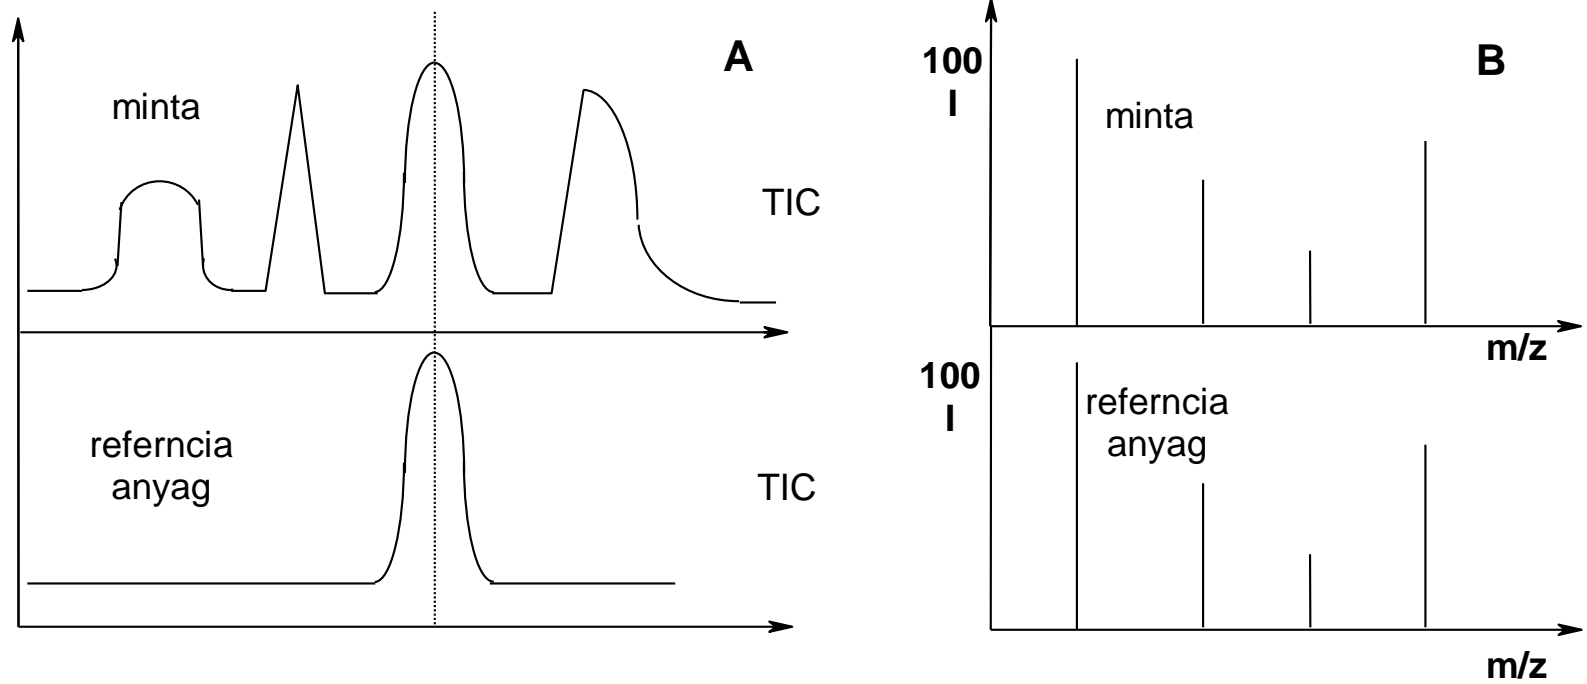 A
minta
TIC
referncia
anyag
TIC
B
100
I
minta
m/z
100
I
referncia
anyag
m/z